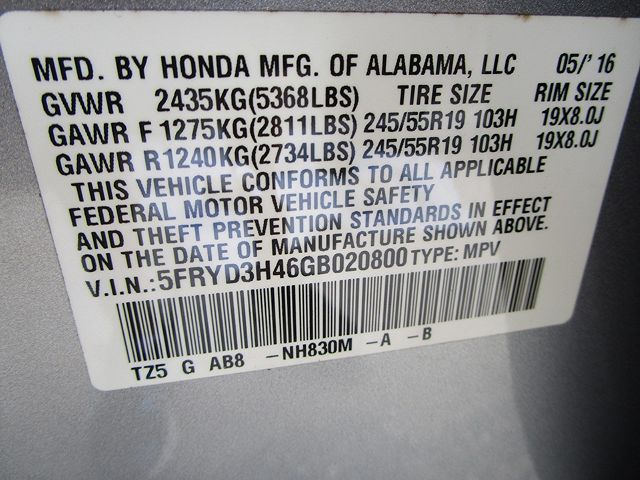 MFD. BY HONDA MFG. OF ALABAMA, LLC 05/'16
GVWR 2435KG(5368LBS) TIRE SIZE RIM SIZE
GAWR F 1275KG(2811LBS) 245/55R19 103H 19X8.0J
GAWR R 1240KG(2734LBS) 245/55R19 103H 19X8.0J
THIS VEHICLE CONFORMS TO ALL APPLICABLE
FEDERAL MOTOR VEHICLE SAFETY
AND THEFT PREVENTION STANDARDS IN EFFECT
ON THE DATE OF MANUFACTURE SHOWN ABOVE.
V.I.N.:5FRYD3H46GB020800 TYPE: MPV
TZ5 G AB8 -NH830M -A -B